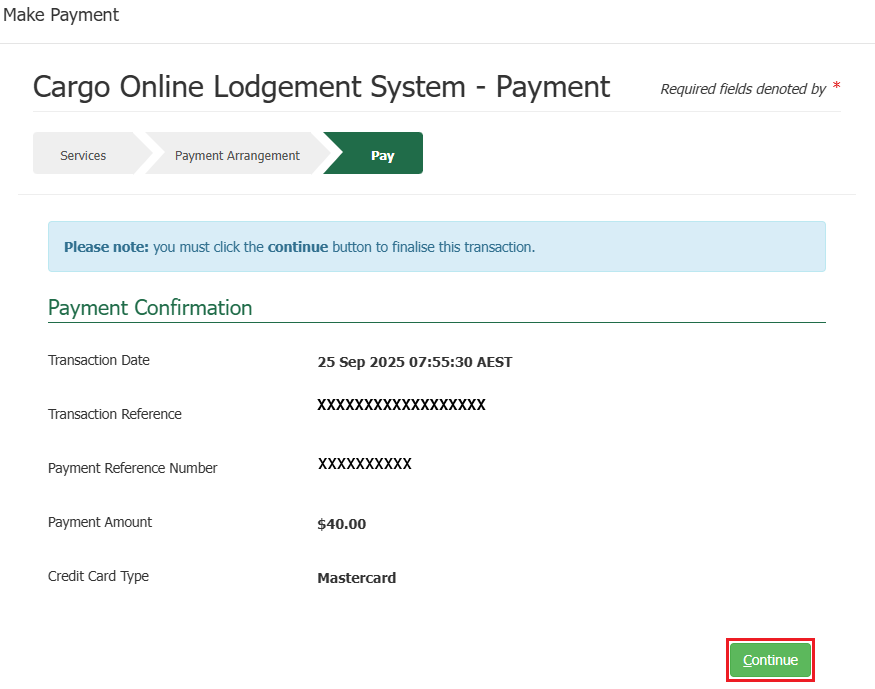 Make Payment
Cargo Online Lodgement System - Payment
Required fields denoted by *
Services
Payment Arrangement
Pay
Please note: you must click the continue button to finalise this transaction.
Payment Confirmation
Transaction Date
25 Sep 2025 07:55:30 AEST
Transaction Reference
XXXXXXXXXXXXXXXXXX
Payment Reference Number
XXXXXXXXXX
Payment Amount
$40.00
Credit Card Type
Mastercard
Continue